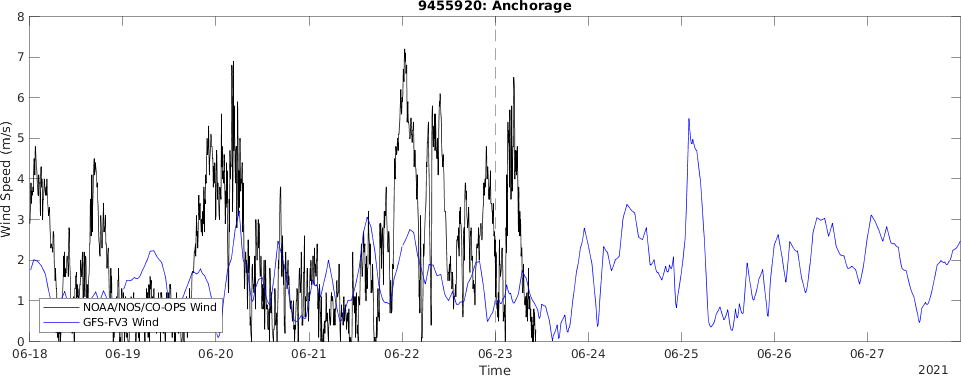 9455920: Anchorage
Wind Speed (m/s)
8
7
6
5
4
3
2
1
0
NOAA/NOS/CO-OPS Wind
GFS-FV3 Wind
06-18 06-19 06-20 06-21 06-22 06-23 06-24 06-25 06-26 06-27
Time
2021